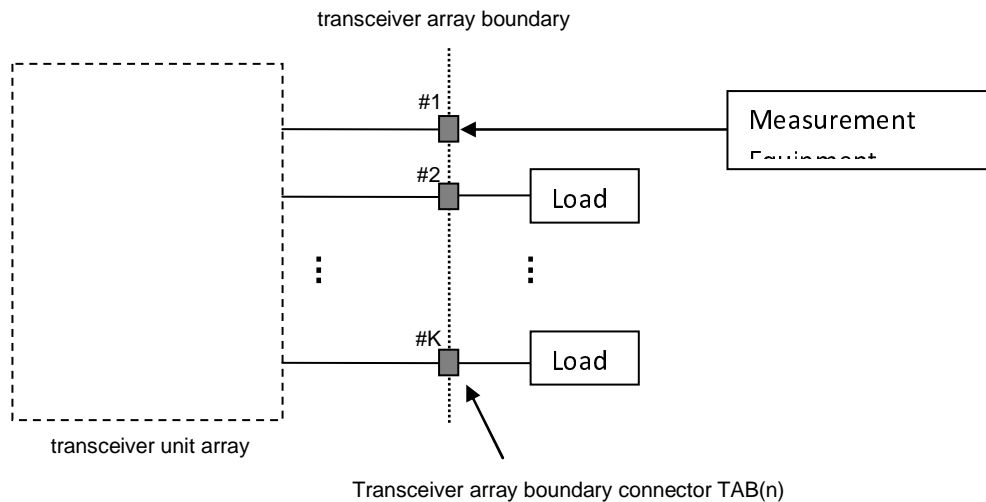 transceiver array boundary
#1
Measurement
#2
Load
#K
Load
transceiver unit array
Transceiver array boundary connector TAB(n)